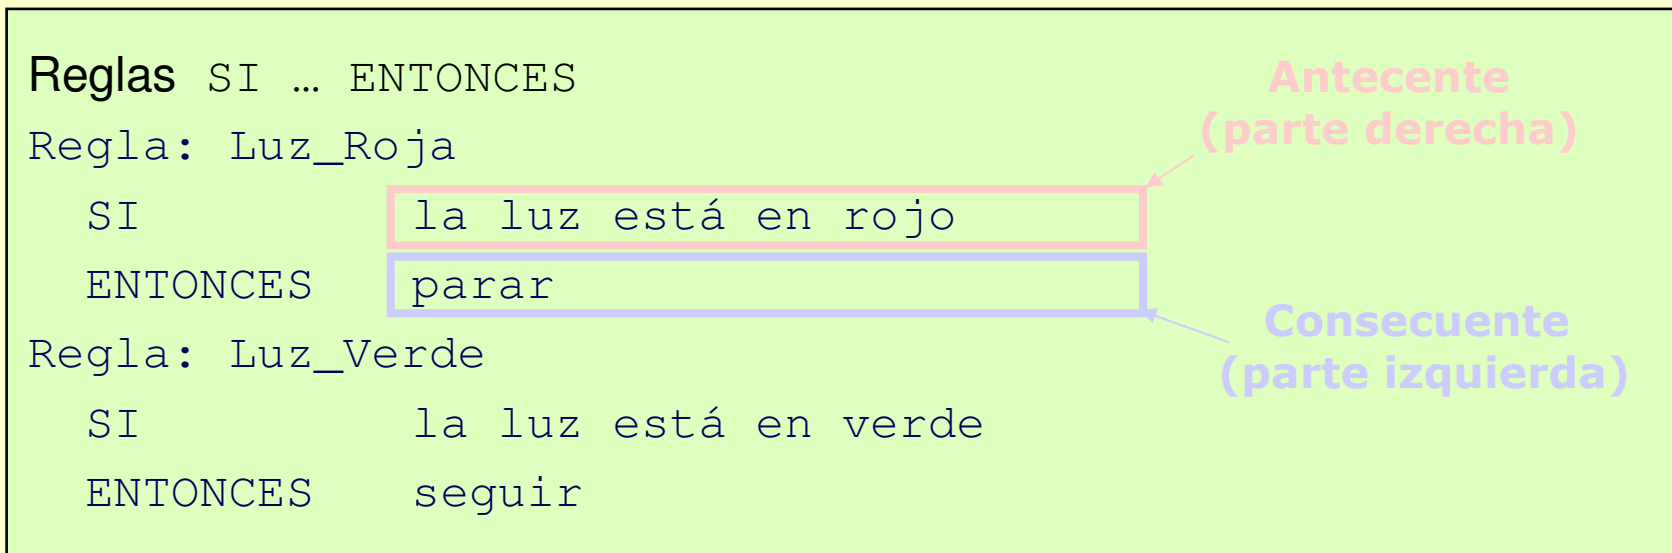 Reglas SI … ENTONCES
Antecente
(parte derecha)
Regla: Luz_Roja
SI la luz está en rojo
ENTONCES parar
Consecuente
(parte izquierda)
Regla: Luz_Verde
SI la luz está en verde
ENTONCES seguir